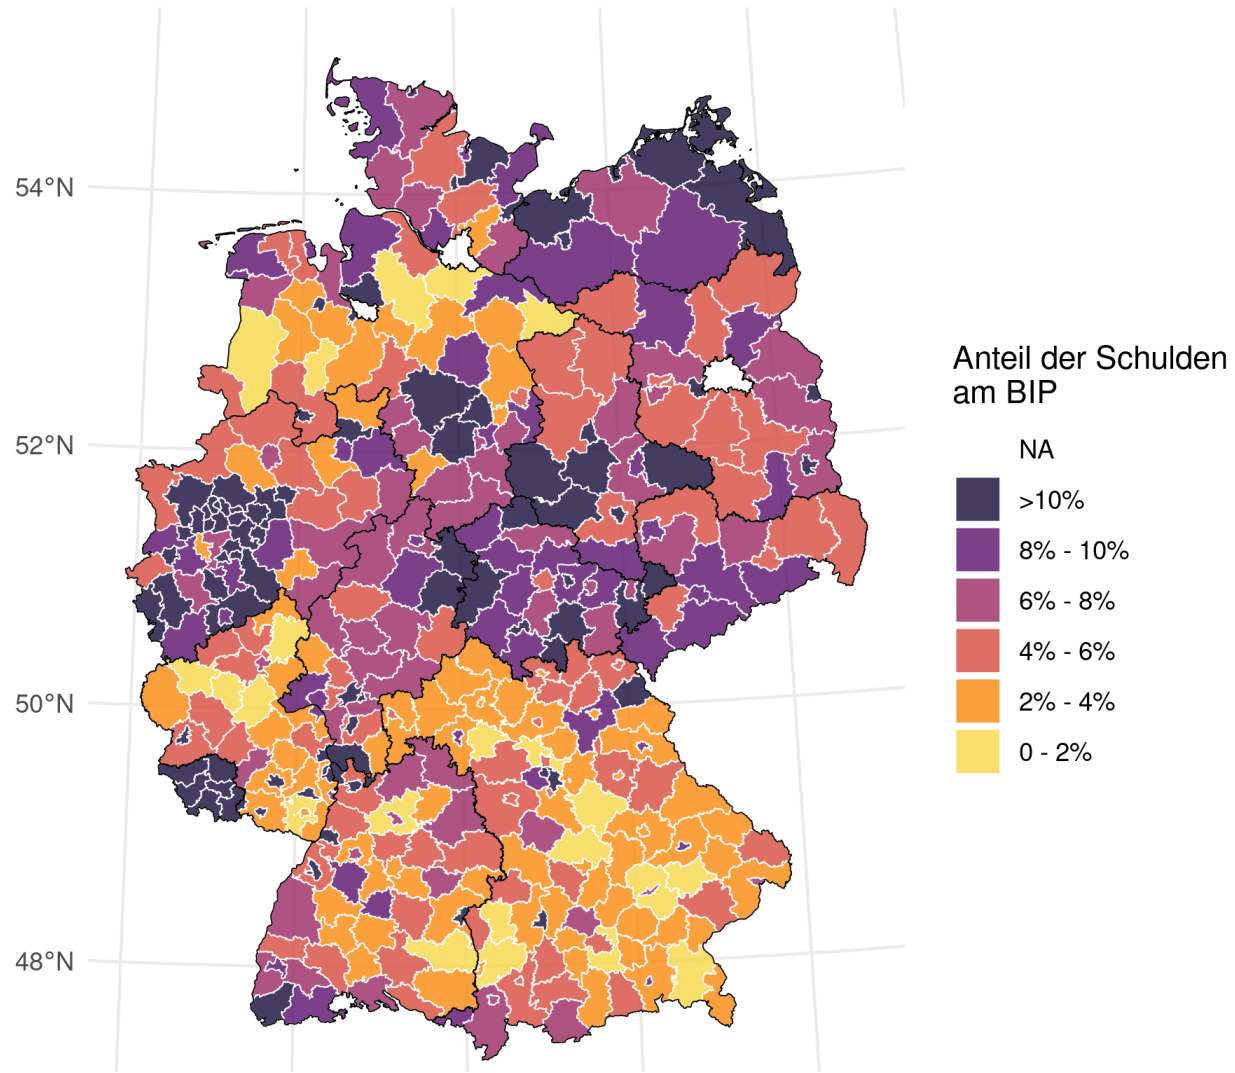 54°N
52°N
50°N
48°N
Anteil der Schulden
am BIP
NA
>10%
8% - 10%
6% - 8%
4% - 6%
2% - 4%
0 - 2%